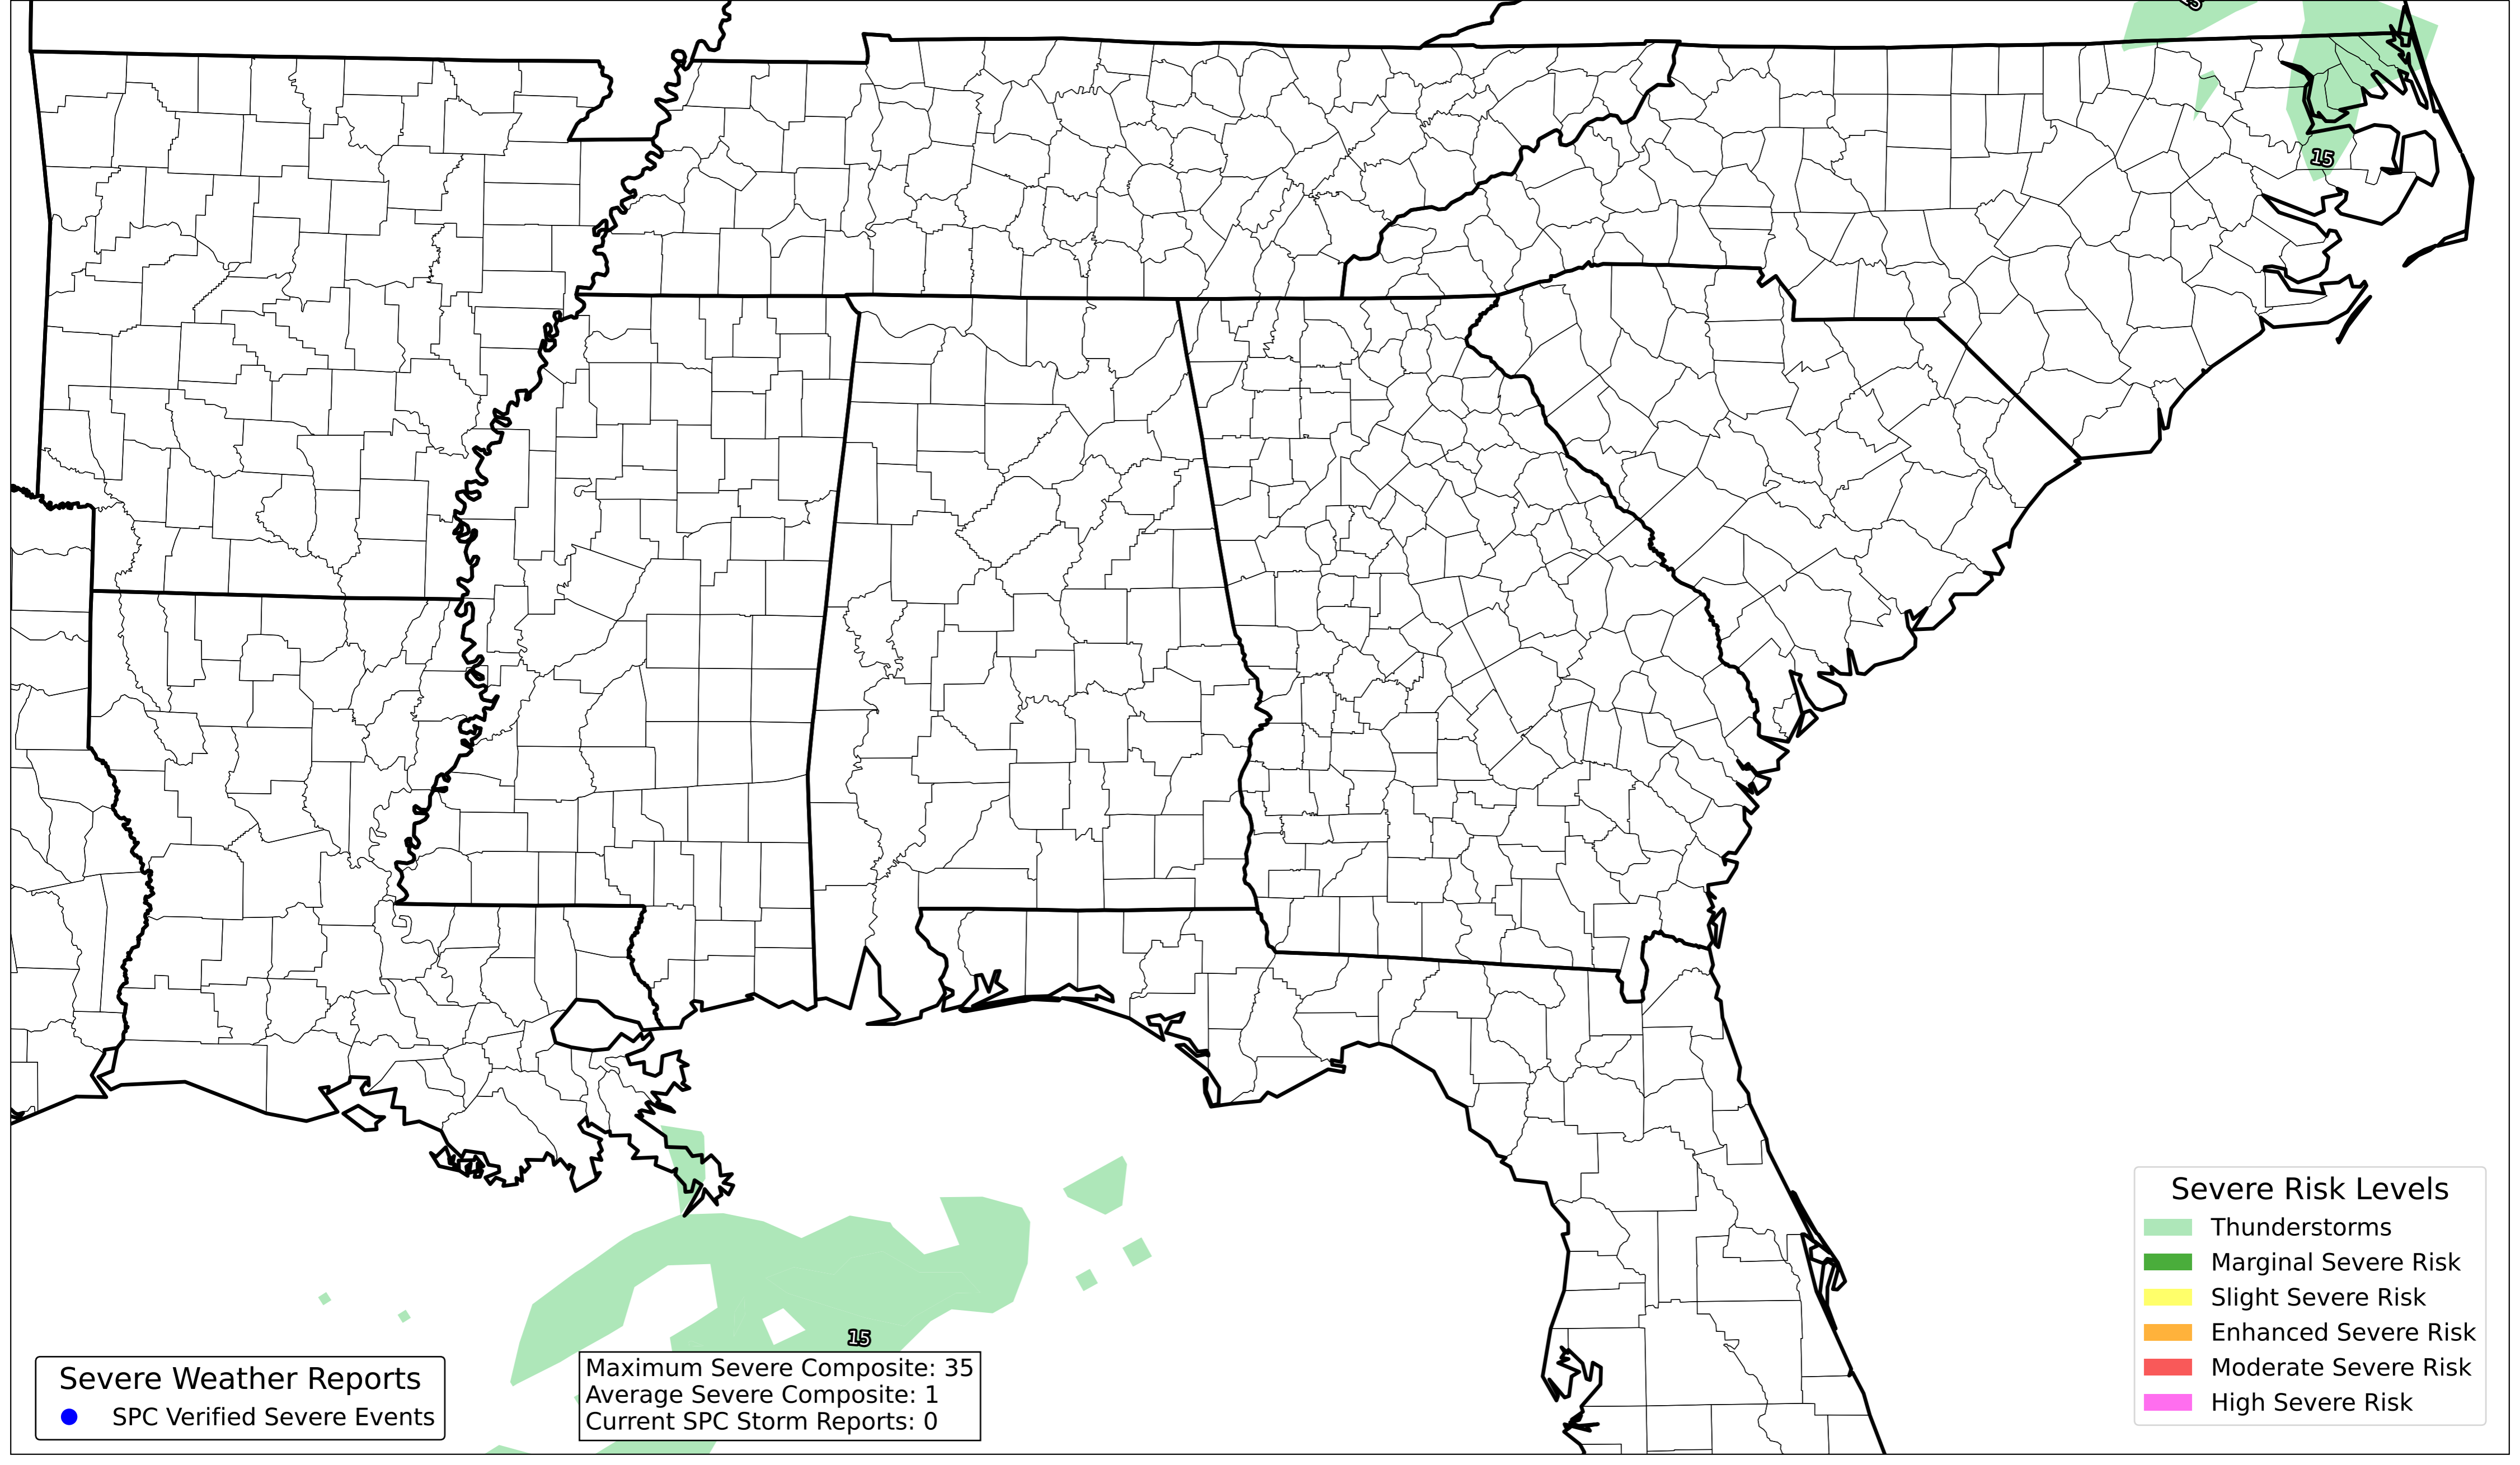 15
Severe Risk Levels
Thunderstorms
Marginal Severe Risk
Slight Severe Risk
Enhanced Severe Risk
Moderate Severe Risk
High Severe Risk
15
Maximum Severe Composite: 35
Average Severe Composite: 1
Current SPC Storm Reports: 0
Severe Weather Reports
SPC Verified Severe Events